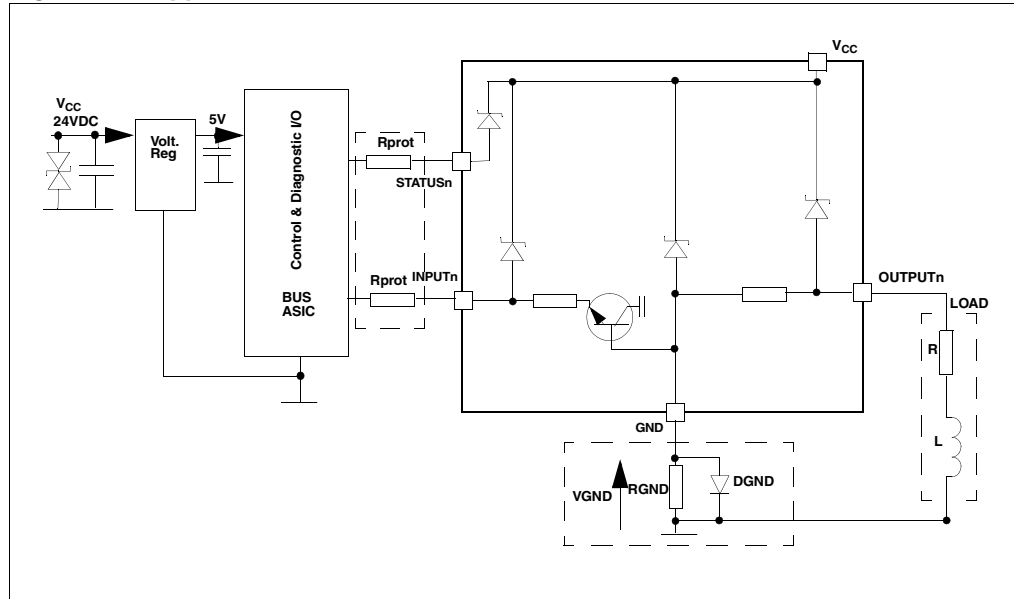 VCC
VCC
24VDC
5V
Volt.
Reg
Control & Diagnostic I/O
Rprot
STATUSn
Rprot
INPUTn
BUS
ASIC
OUTPUTn
LOAD
R
L
GND
VGND
RGND
DGND